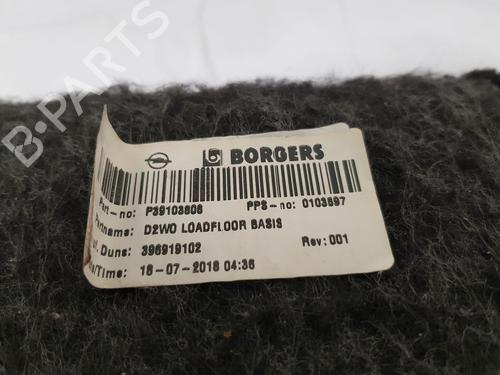 B-PARTS
BORGERS
Part-no: P39103808 PPS-no: 0103697
Partname: D2WO LOADFLOOR BASIS
Duns: 396919102 Rev: 001
/Time: 18-07-2018 04:36